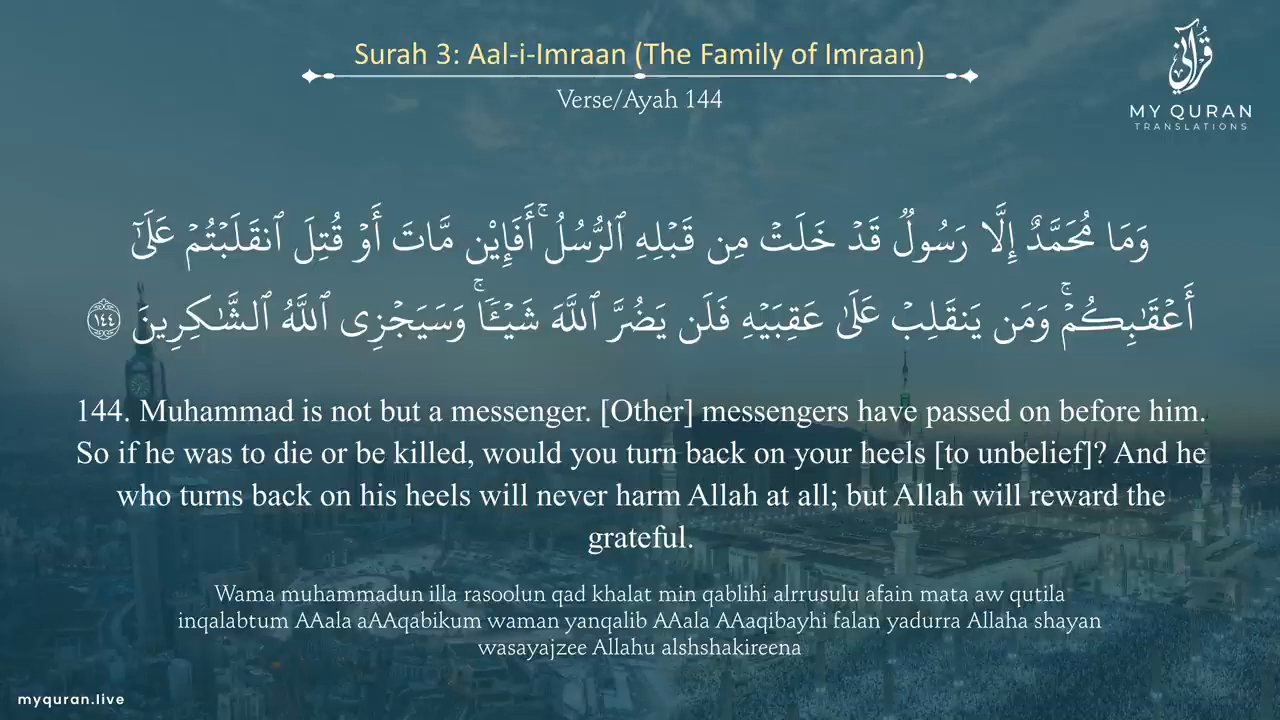 Surah 3: Aal-i-Imraan (The Family of Imraan)
Verse/Ayah 144
قرآني
MY QURAN
TRANSLATIONS
وَمَا مُحَمَّدٌ إِلَّا رَسُولٌ قَدْ خَلَتْ مِن قَبْلِهِ ٱلرُّسُلُ ۚ أَفَإِي۟ن مَّاتَ أَوْ قُتِلَ ٱنقَلَبْتُمْ عَلَىٰٓ
أَعْقَـٰبِكُمْ ۚ وَمَن يَنقَلِبْ عَلَىٰ عَقِبَيْهِ فَلَن يَضُرَّ ٱللَّهَ شَيْـًٔا ۗ وَسَيَجْزِى ٱللَّهُ ٱلشَّـٰكِرِينَ ١٤٤
144. Muhammad is not but a messenger. [Other] messengers have passed on before him.
So if he was to die or be killed, would you turn back on your heels [to unbelief]? And he
who turns back on his heels will never harm Allah at all; but Allah will reward the
grateful.
Wama muhammadun illa rasoolun qad khalat min qablihi alrrusulu afain mata aw qutila
inqalabtum AAala aAAqabikum waman yanqalib AAala AAaqibayhi falan yadurra Allaha shayan
wasayajzee Allahu alshshakireena
myquran.live